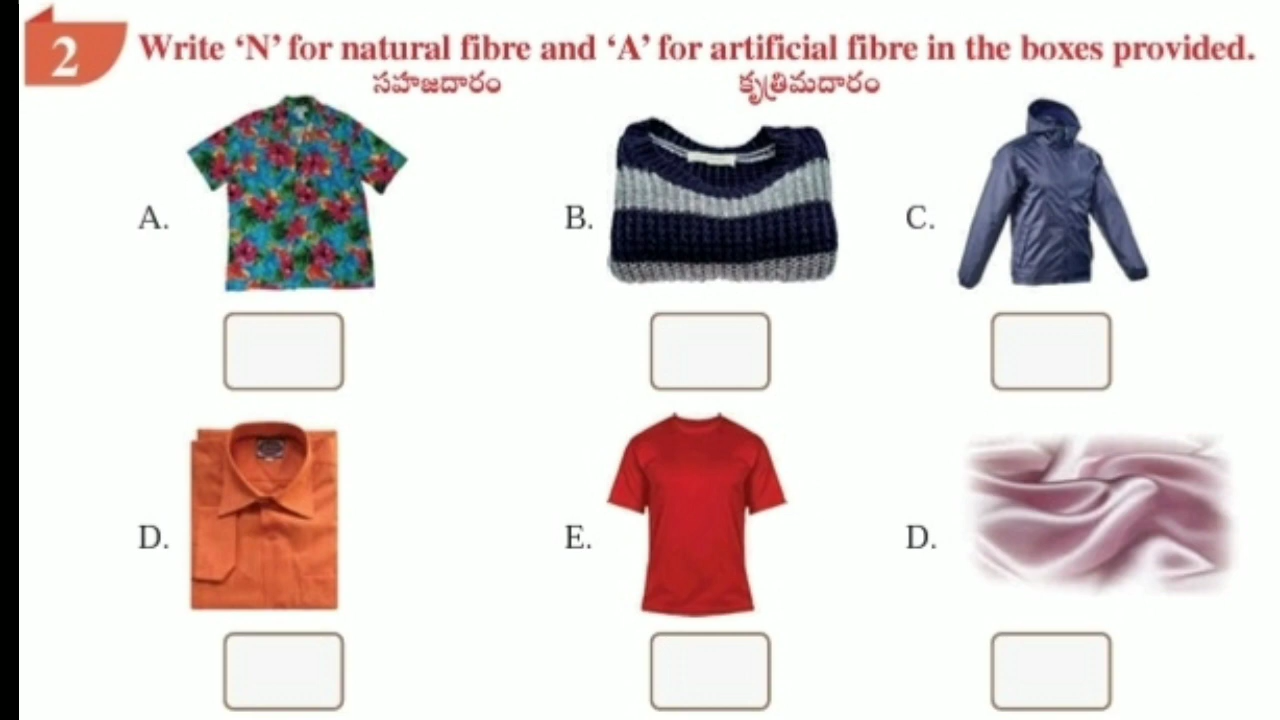 2 Write ‘N’ for natural fibre and ‘A’ for artificial fibre in the boxes provided.
సహజదారం కృత్రిమదారం
A. B. C.
D. E. D.